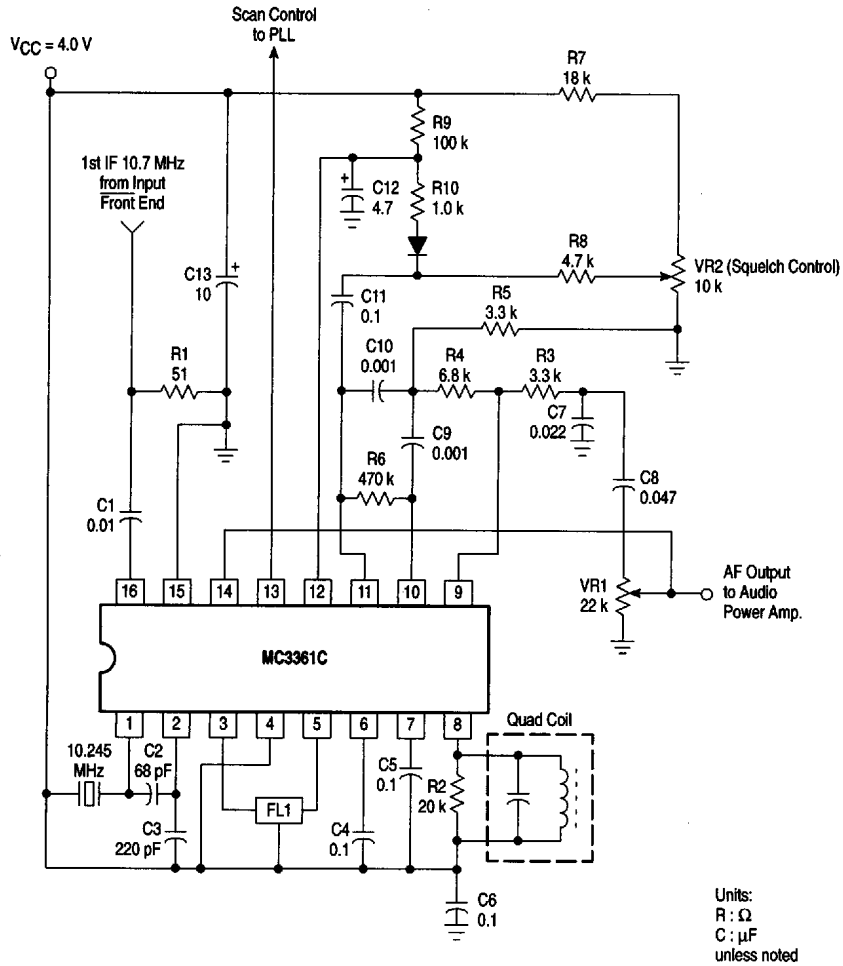 Scan Control
to PLL
VCC = 4.0 V
R7
18 k
R9
100 k
1st IF 10.7 MHz
from Input
Front End
C12
4.7
+
R10
1.0 k
R8
4.7 k
VR2 (Squelch Control)
10 k
C13
10
+
C11
0.1
R5
3.3 k
R1
51
C10
0.001
R4
6.8 k
R3
3.3 k
C7
0.022
C9
0.001
R6
470 k
C8
0.047
C1
0.01
AF Output
to Audio
Power Amp.
VR1
22 k
16
15
14
13
12
11
10
9
MC3361C
1
2
3
4
5
6
7
8
Quad Coil
10.245
MHz
C2
68 pF
C5
0.1
R2
20 k
FL1
C3
220 pF
C4
0.1
C6
0.1
Units:
R : Ω
C : µF
unless noted